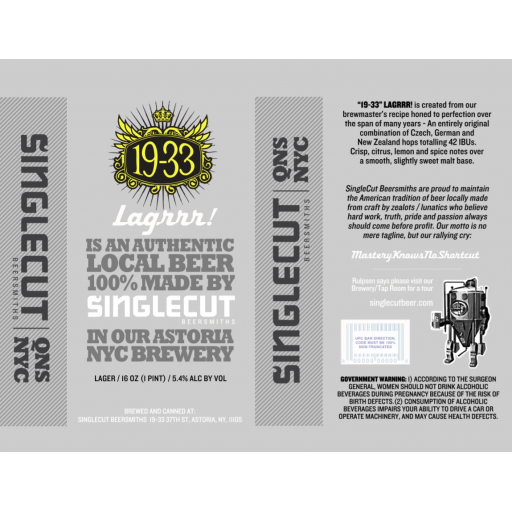 SINGLECUT
BEERSMITHS
QNS
NYC
19-33
Lagrrr!
IS AN AUTHENTIC
LOCAL BEER
100% MADE BY
SINGLECUT
BEERSMITHS
IN OUR ASTORIA
NYC BREWERY
LAGER / 16 OZ (1 PINT) / 5.4% ALC BY VOL
BREWED AND CANNED AT:
SINGLECUT BEERSMITHS 19-33 37TH ST. ASTORIA, NY, 11105
SINGLECUT
BEERSMITHS
QNS
NYC
"19-33" LAGRRR! is created from our
brewmaster's recipe honed to perfection over
the span of many years - An entirely original
combination of Czech, German and
New Zealand hops totalling 42 IBUs.
Crisp, citrus, lemon and spice notes over
a smooth, slightly sweet malt base.
SingleCut Beersmiths are proud to maintain
the American tradition of beer locally made
from craft by zealots / lunatics who believe
hard work, truth, pride and passion always
should come before profit. Our motto is no
mere tagline, but our rallying cry:
MasteryKnowsNoShortcut
Rufpsen says please visit our
Brewery/Tap Room for a tour
singlecutbeer.com
UPC BAR DIRECTION.
CODE MUST BE 100%
NON-TRUNCATED
GOVERNMENT WARNING: 1) ACCORDING TO THE SURGEON
GENERAL, WOMEN SHOULD NOT DRINK ALCOHOLIC
BEVERAGES DURING PREGNANCY BECAUSE OF THE RISK OF
BIRTH DEFECTS. (2) CONSUMPTION OF ALCOHOLIC
BEVERAGES IMPAIRS YOUR ABILITY TO DRIVE A CAR OR
OPERATE MACHINERY, AND MAY CAUSE HEALTH DEFECTS.